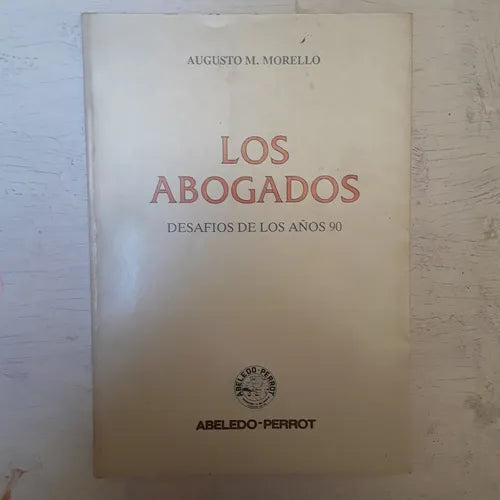 AUGUSTO M. MORELLO
LOS
ABOGADOS
DESAFIOS DE LOS AÑOS 90
ABELEDO-PERROT
ABELEDO-PERROT